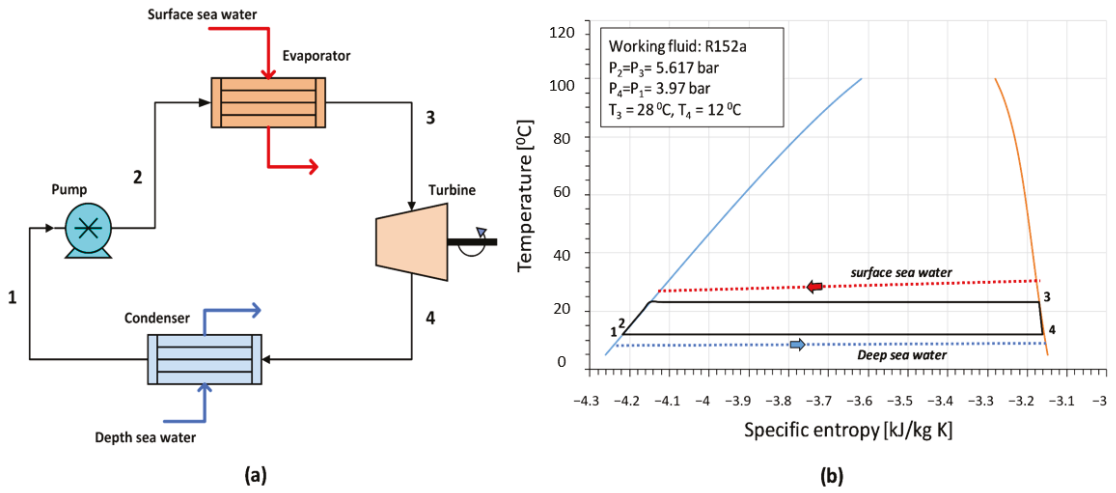 Surface sea water
Evaporator
3
2
Pump
Turbine
1
Condenser
4
Depth sea water
(a)
Temperature [⁰C]
120
100
80
60
40
20
0
Working fluid: R152a
P₂=P₃= 5.617 bar
P₄=P₁= 3.97 bar
T₃ = 28 ⁰C, T₄ = 12 ⁰C
surface sea water
3
2
1
4
Deep sea water
−4.3 −4.2 −4.1 −4 −3.9 −3.8 −3.7 −3.6 −3.5 −3.4 −3.3 −3.2 −3.1 −3
Specific entropy [kJ/kg K]
(b)